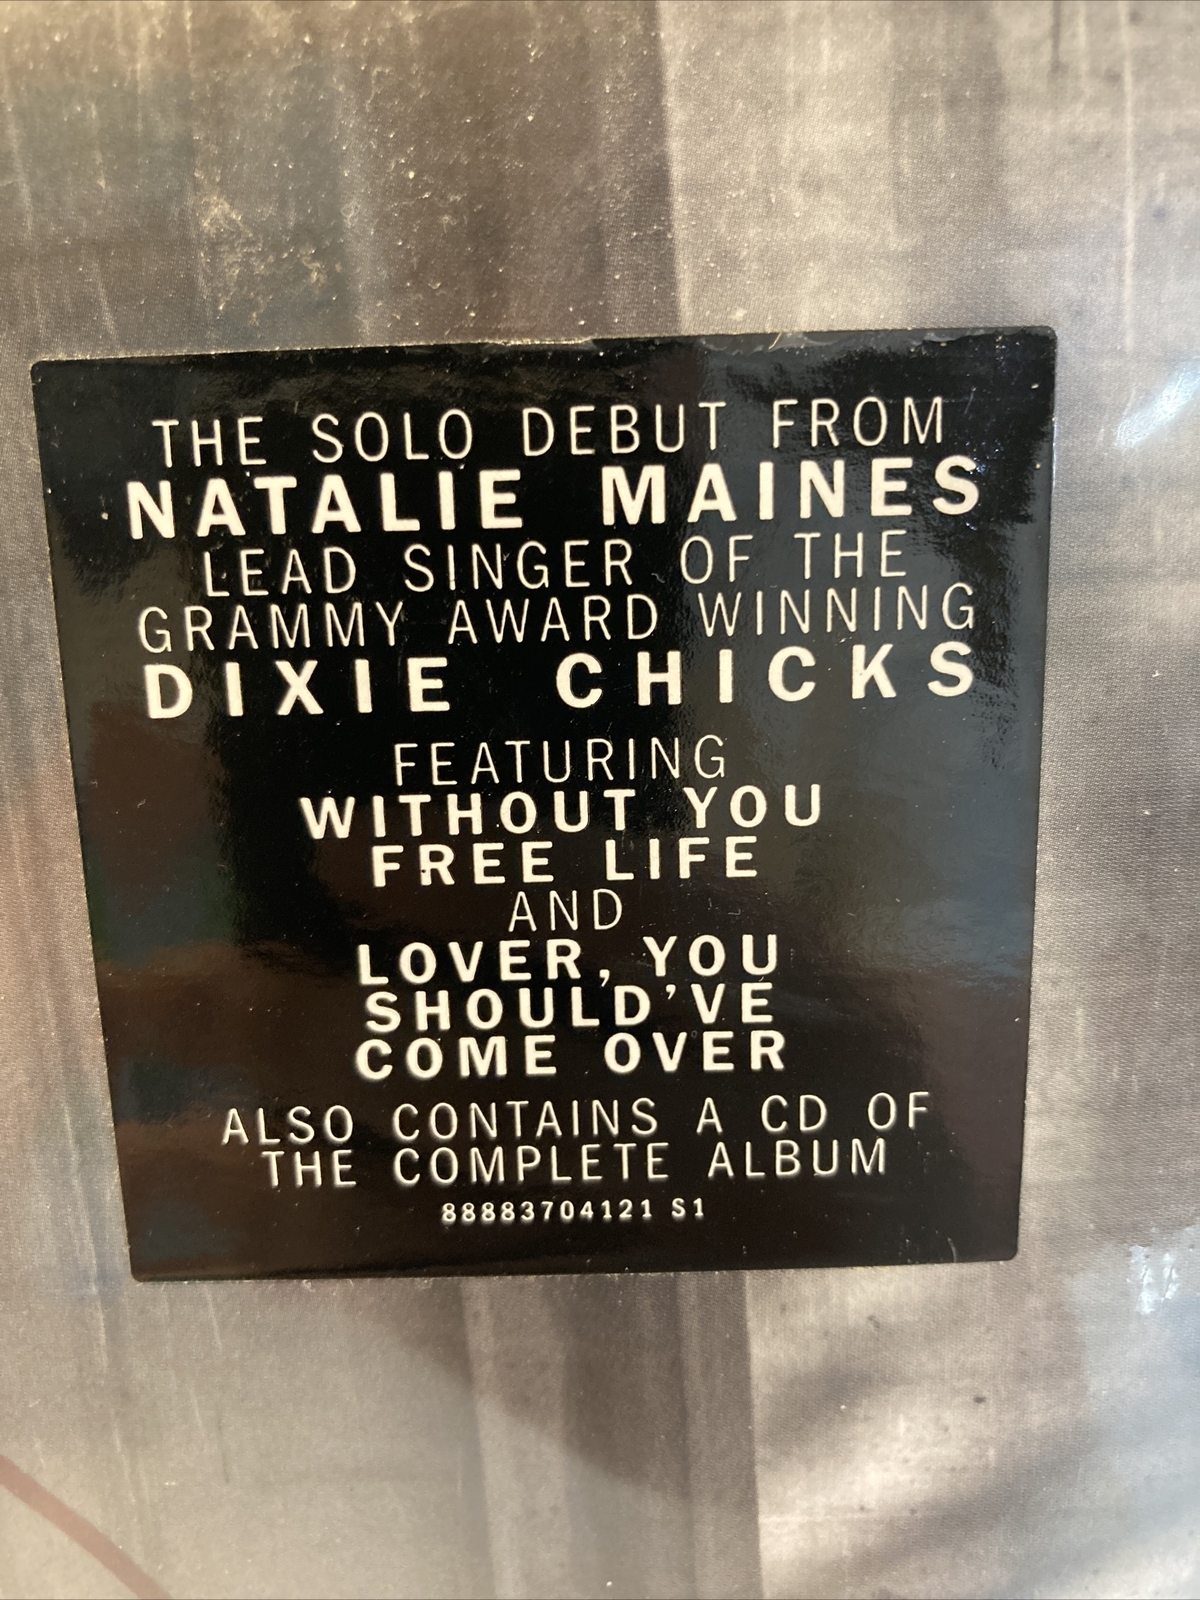 THE SOLO DEBUT FROM
NATALIE MAINES
LEAD SINGER OF THE
GRAMMY AWARD WINNING
DIXIE CHICKS
FEATURING
WITHOUT YOU
FREE LIFE
AND
LOVER, YOU
SHOULD'VE
COME OVER
ALSO CONTAINS A CD OF
THE COMPLETE ALBUM
88883704121 S1